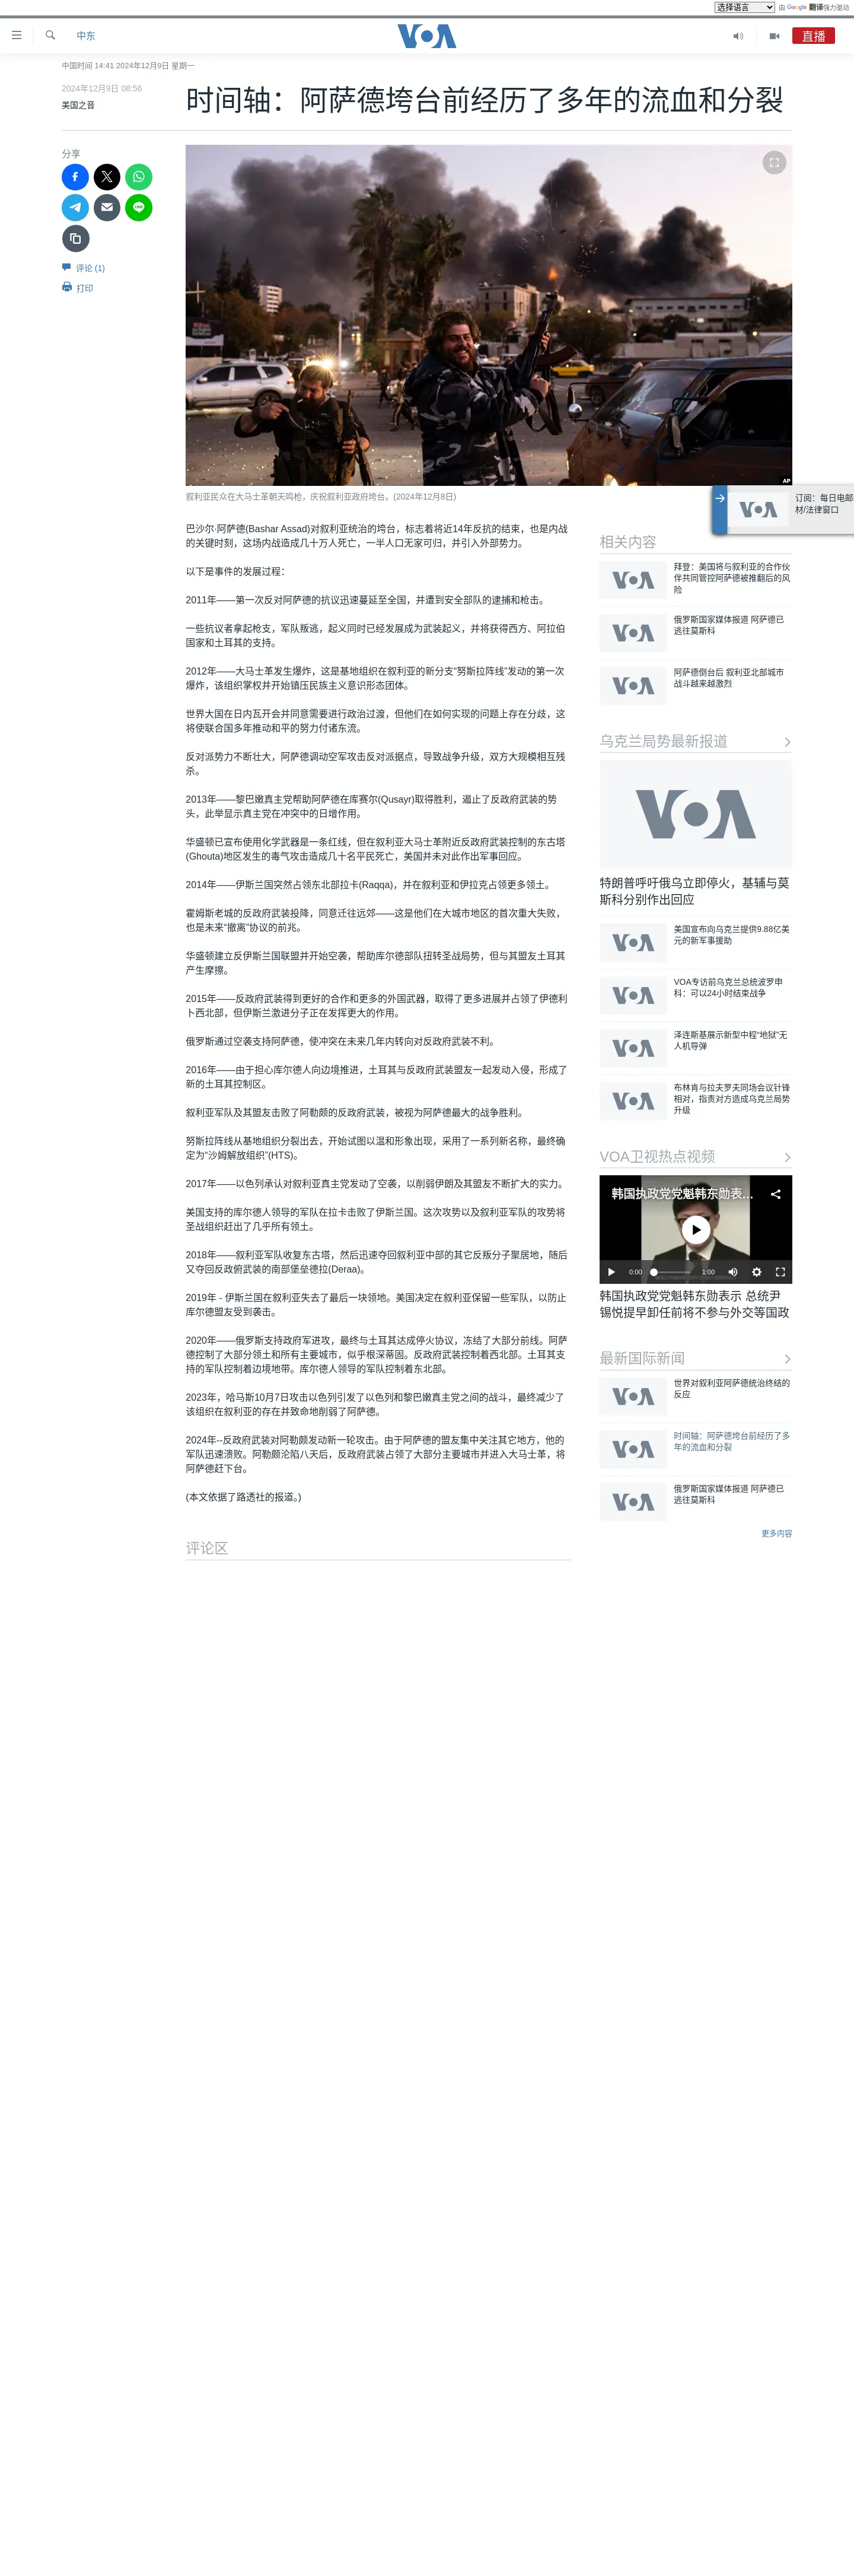 选择语言 由 Google 翻译强力驱动
中东
VOA
直播
中国时间 14:41 2024年12月9日 星期一
2024年12月9日 08:56
美国之音
时间轴：阿萨德垮台前经历了多年的流血和分裂
分享
LINE
评论 (1)
打印
AP
叙利亚民众在大马士革朝天鸣枪，庆祝叙利亚政府垮台。(2024年12月8日)
VOA
订阅：每日电邮
材/法律窗口
巴沙尔·阿萨德(Bashar Assad)对叙利亚统治的垮台，标志着将近14年反抗的结束，也是内战
的关键时刻，这场内战造成几十万人死亡，一半人口无家可归，并引入外部势力。
以下是事件的发展过程：
2011年——第一次反对阿萨德的抗议迅速蔓延至全国，并遭到安全部队的逮捕和枪击。
一些抗议者拿起枪支，军队叛逃，起义同时已经发展成为武装起义，并将获得西方、阿拉伯
国家和土耳其的支持。
2012年——大马士革发生爆炸，这是基地组织在叙利亚的新分支“努斯拉阵线”发动的第一次
爆炸，该组织掌权并开始镇压民族主义意识形态团体。
世界大国在日内瓦开会并同意需要进行政治过渡，但他们在如何实现的问题上存在分歧，这
将使联合国多年推动和平的努力付诸东流。
反对派势力不断壮大，阿萨德调动空军攻击反对派据点，导致战争升级，双方大规模相互残
杀。
2013年——黎巴嫩真主党帮助阿萨德在库赛尔(Qusayr)取得胜利，遏止了反政府武装的势
头，此举显示真主党在冲突中的日增作用。
华盛顿已宣布使用化学武器是一条红线，但在叙利亚大马士革附近反政府武装控制的东古塔
(Ghouta)地区发生的毒气攻击造成几十名平民死亡，美国并未对此作出军事回应。
2014年——伊斯兰国突然占领东北部拉卡(Raqqa)，并在叙利亚和伊拉克占领更多领土。
霍姆斯老城的反政府武装投降，同意迁往远郊——这是他们在大城市地区的首次重大失败，
也是未来“撤离”协议的前兆。
华盛顿建立反伊斯兰国联盟并开始空袭，帮助库尔德部队扭转圣战局势，但与其盟友土耳其
产生摩擦。
2015年——反政府武装得到更好的合作和更多的外国武器，取得了更多进展并占领了伊德利
卜西北部，但伊斯兰激进分子正在发挥更大的作用。
俄罗斯通过空袭支持阿萨德，使冲突在未来几年内转向对反政府武装不利。
2016年——由于担心库尔德人向边境推进，土耳其与反政府武装盟友一起发动入侵，形成了
新的土耳其控制区。
叙利亚军队及其盟友击败了阿勒颇的反政府武装，被视为阿萨德最大的战争胜利。
努斯拉阵线从基地组织分裂出去，开始试图以温和形象出现，采用了一系列新名称，最终确
定为“沙姆解放组织”(HTS)。
2017年——以色列承认对叙利亚真主党发动了空袭，以削弱伊朗及其盟友不断扩大的实力。
美国支持的库尔德人领导的军队在拉卡击败了伊斯兰国。这次攻势以及叙利亚军队的攻势将
圣战组织赶出了几乎所有领土。
2018年——叙利亚军队收复东古塔，然后迅速夺回叙利亚中部的其它反叛分子聚居地，随后
又夺回反政俯武装的南部堡垒德拉(Deraa)。
2019年 - 伊斯兰国在叙利亚失去了最后一块领地。美国决定在叙利亚保留一些军队，以防止
库尔德盟友受到袭击。
2020年——俄罗斯支持政府军进攻，最终与土耳其达成停火协议，冻结了大部分前线。阿萨
德控制了大部分领土和所有主要城市，似乎根深蒂固。反政府武装控制着西北部。土耳其支
持的军队控制着边境地带。库尔德人领导的军队控制着东北部。
2023年，哈马斯10月7日攻击以色列引发了以色列和黎巴嫩真主党之间的战斗，最终减少了
该组织在叙利亚的存在并致命地削弱了阿萨德。
2024年--反政府武装对阿勒颇发动新一轮攻击。由于阿萨德的盟友集中关注其它地方，他的
军队迅速溃败。阿勒颇沦陷八天后，反政府武装占领了大部分主要城市并进入大马士革，将
阿萨德赶下台。
(本文依据了路透社的报道。)
评论区
相关内容
VOA
拜登：美国将与叙利亚的合作伙
伴共同管控阿萨德被推翻后的风
险
VOA
俄罗斯国家媒体报道 阿萨德已
逃往莫斯科
VOA
阿萨德倒台后 叙利亚北部城市
战斗越来越激烈
乌克兰局势最新报道
VOA
特朗普呼吁俄乌立即停火，基辅与莫
斯科分别作出回应
VOA
美国宣布向乌克兰提供9.88亿美
元的新军事援助
VOA
VOA专访前乌克兰总统波罗申
科：可以24小时结束战争
VOA
泽连斯基展示新型中程“地狱”无
人机导弹
VOA
布林肯与拉夫罗夫同场会议针锋
相对，指责对方造成乌克兰局势
升级
VOA卫视热点视频
韩国执政党党魁韩东勋表...
0:00 1:00
韩国执政党党魁韩东勋表示 总统尹
锡悦提早卸任前将不参与外交等国政
最新国际新闻
VOA
世界对叙利亚阿萨德统治终结的
反应
VOA
时间轴：阿萨德垮台前经历了多
年的流血和分裂
VOA
俄罗斯国家媒体报道 阿萨德已
逃往莫斯科
更多内容